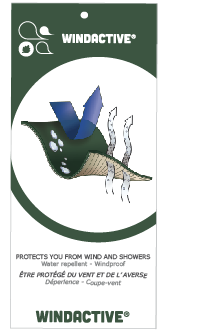 WINDACTIVE®
PROTECTS YOU FROM WIND AND SHOWERS
Water repellent - Windproof
ÊTRE PROTÉGÉ DU VENT ET DE L'AVERSE
Déperlence - Coupe-vent
WINDACTIVE®